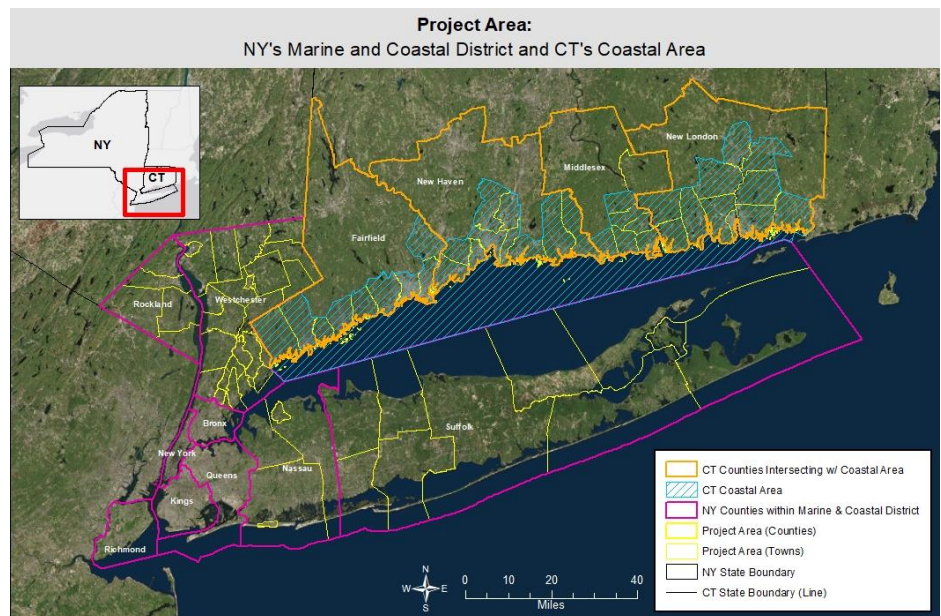 Project Area:
NY's Marine and Coastal District and CT's Coastal Area
NY
CT
New London
Middlesex
New Haven
Fairfield
Rockland
Westchester
Suffolk
Bronx
New York
Queens
Nassau
Kings
Richmond
N
W E
S
0 10 20 40
Miles
CT Counties Intersecting w/ Coastal Area
CT Coastal Area
NY Counties within Marine & Coastal District
Project Area (Counties)
Project Area (Towns)
NY State Boundary
CT State Boundary (Line)